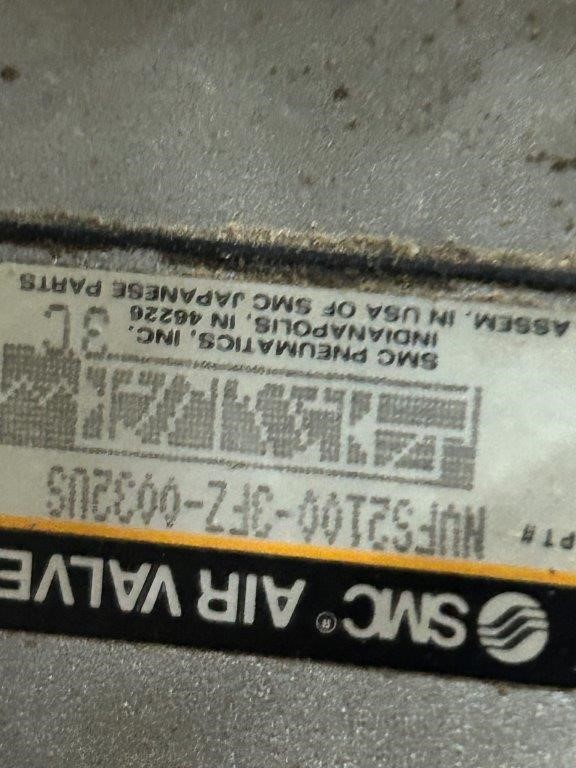 SMC® AIR VALVE
PT# NVFS2100-3FZ-0032US
SMC PNEUMATICS, INC.
INDIANAPOLIS, IN 46226 3C
ASSEM. IN USA OF SMC JAPANESE PARTS